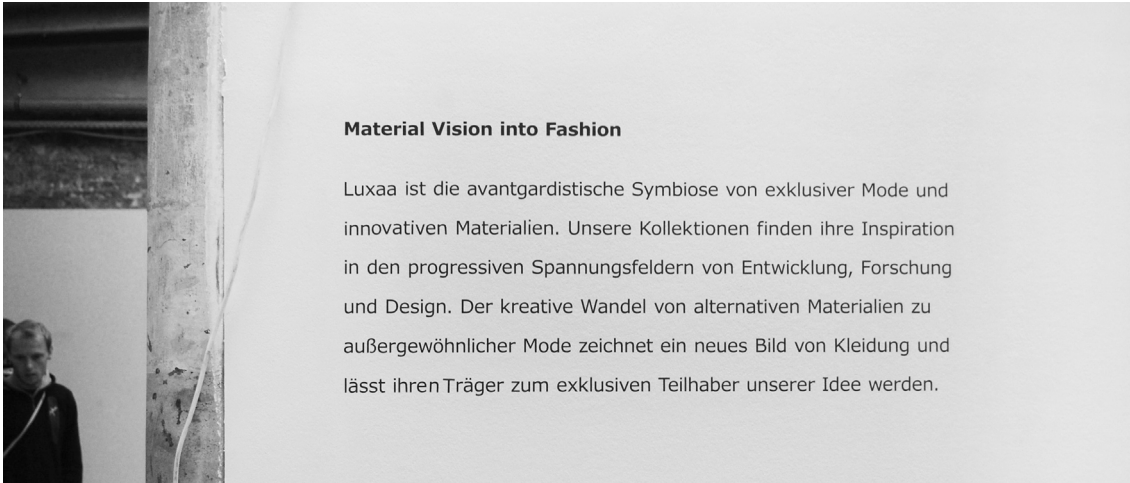 Material Vision into Fashion
Luxaa ist die avantgardistische Symbiose von exklusiver Mode und
innovativen Materialien. Unsere Kollektionen finden ihre Inspiration
in den progressiven Spannungsfeldern von Entwicklung, Forschung
und Design. Der kreative Wandel von alternativen Materialien zu
außergewöhnlicher Mode zeichnet ein neues Bild von Kleidung und
lässt ihren Träger zum exklusiven Teilhaber unserer Idee werden.